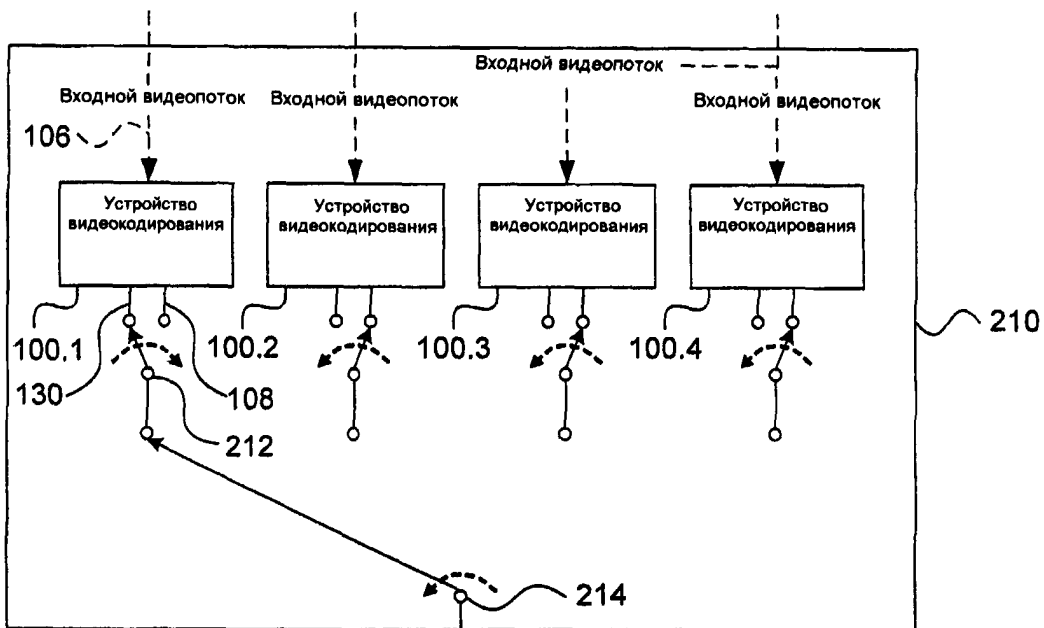 Входной видеопоток
Входной видеопоток
Входной видеопоток
Входной видеопоток
106
Устройство
видеокодирования
Устройство
видеокодирования
Устройство
видеокодирования
Устройство
видеокодирования
100.1
100.2
100.3
100.4
210
130
108
212
214